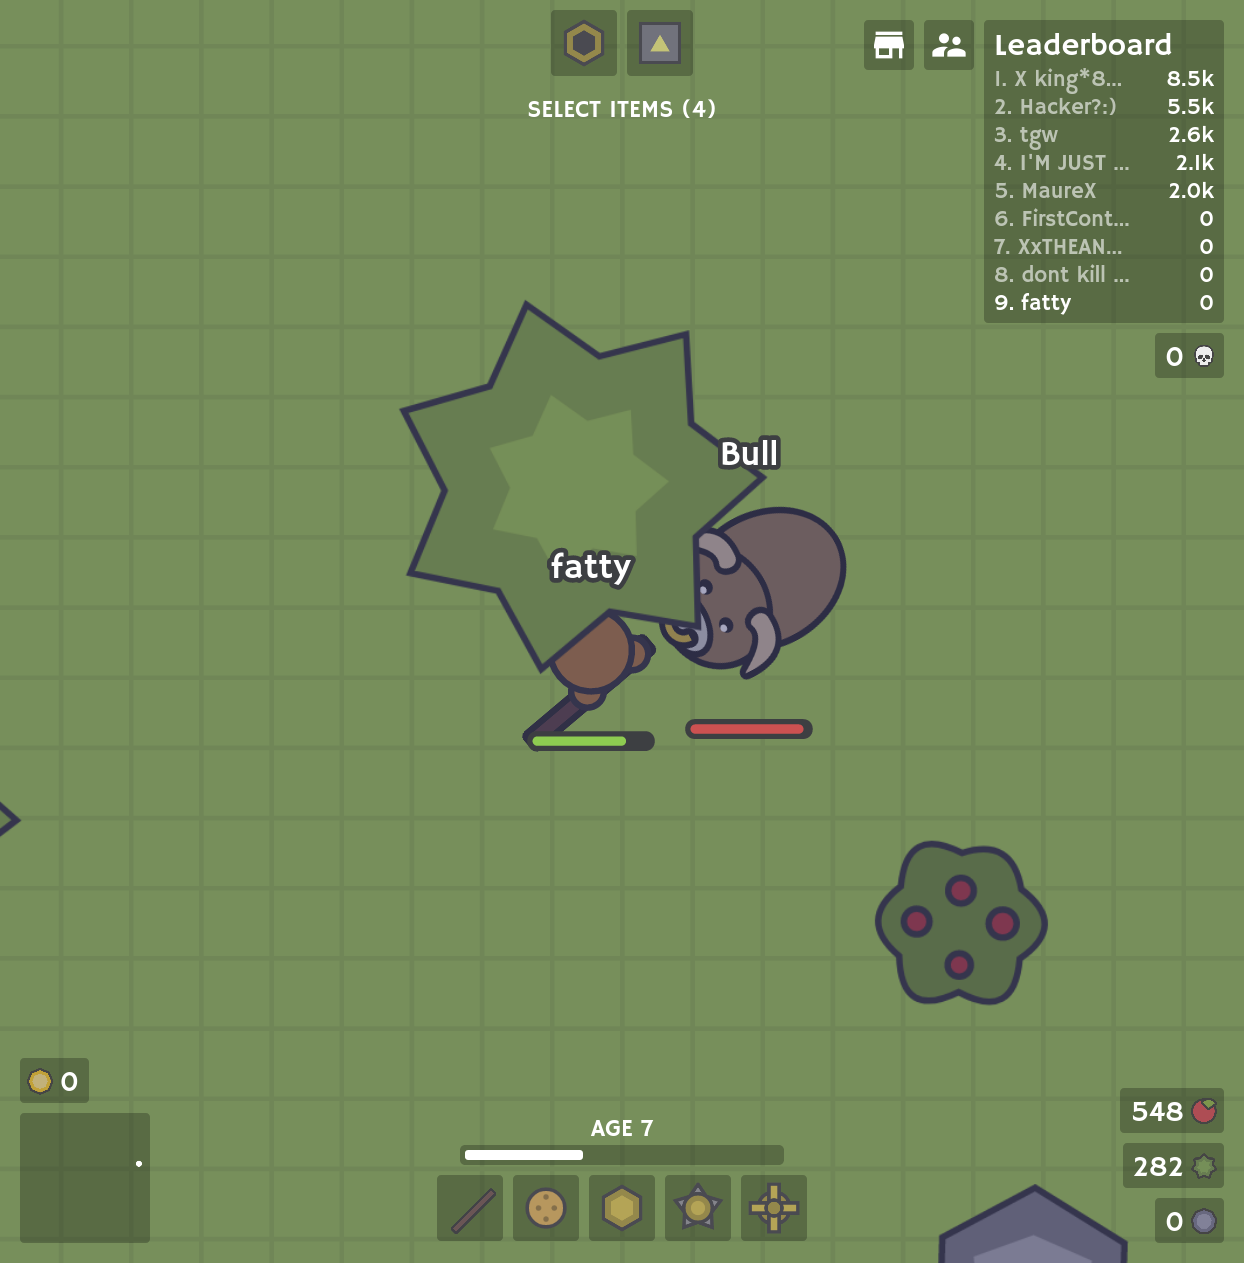 SELECT ITEMS (4)
Leaderboard
1. X king*8... 8.5k
2. Hacker?:) 5.5k
3. tgw 2.6k
4. I'M JUST ... 2.1k
5. MaureX 2.0k
6. FirstCont... 0
7. XxTHEAN... 0
8. dont kill ... 0
9. fatty 0
0
Bull
fatty
0
AGE 7
548
282
0